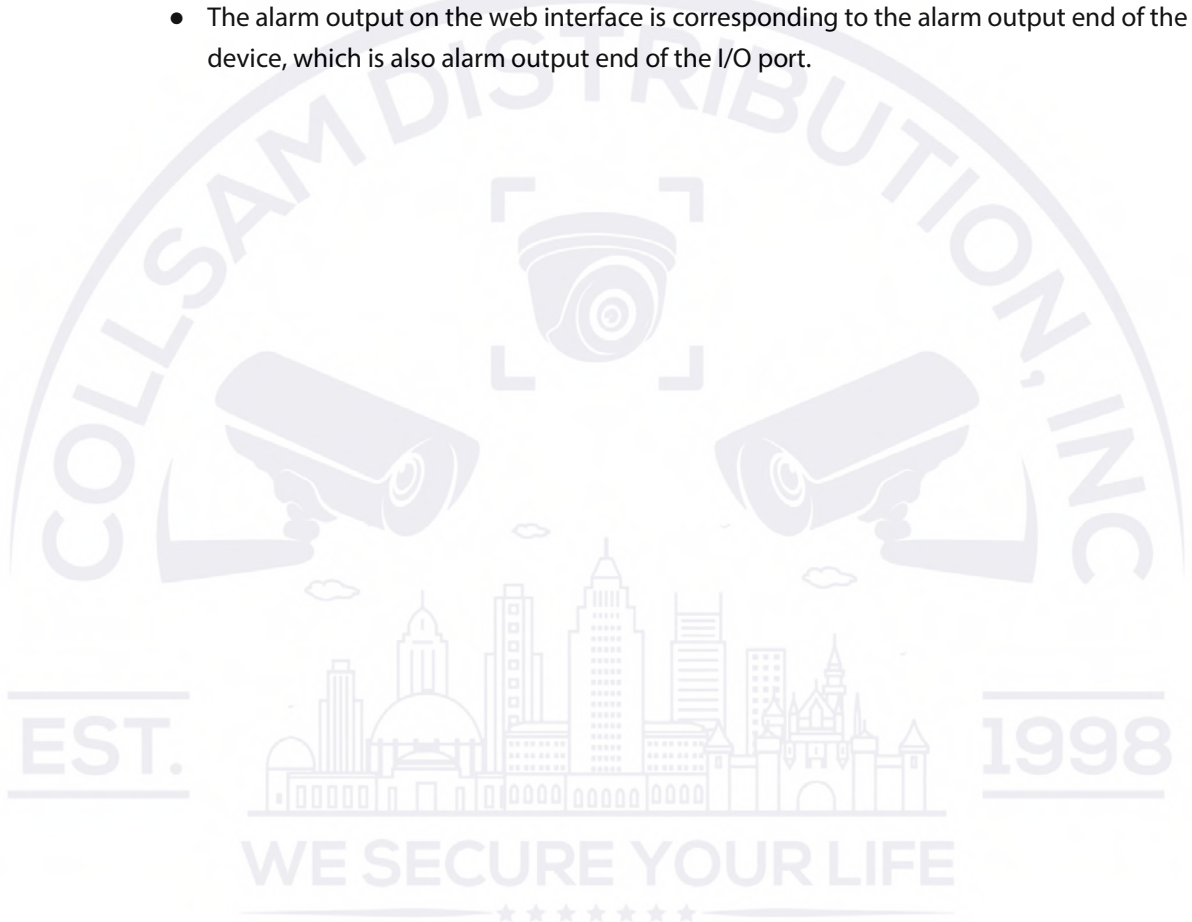 ● The alarm output on the web interface is corresponding to the alarm output end of the
device, which is also alarm output end of the I/O port.
COLLSAM DISTRIBUTION, INC
EST.
1998
WE SECURE YOUR LIFE